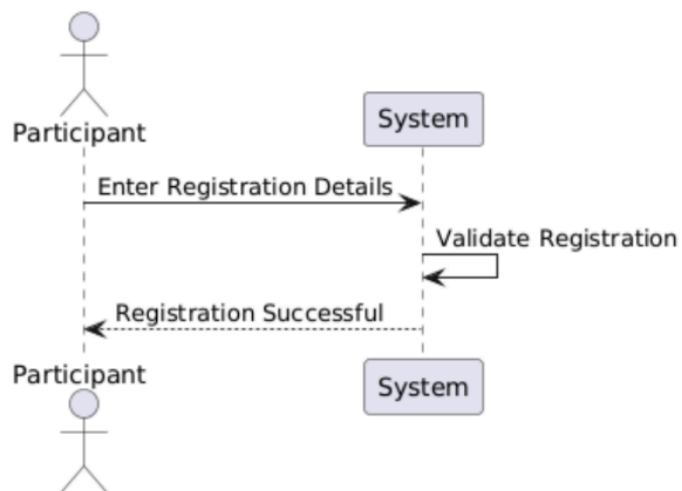 Participant
System
Enter Registration Details
Validate Registration
Registration Successful
Participant
System